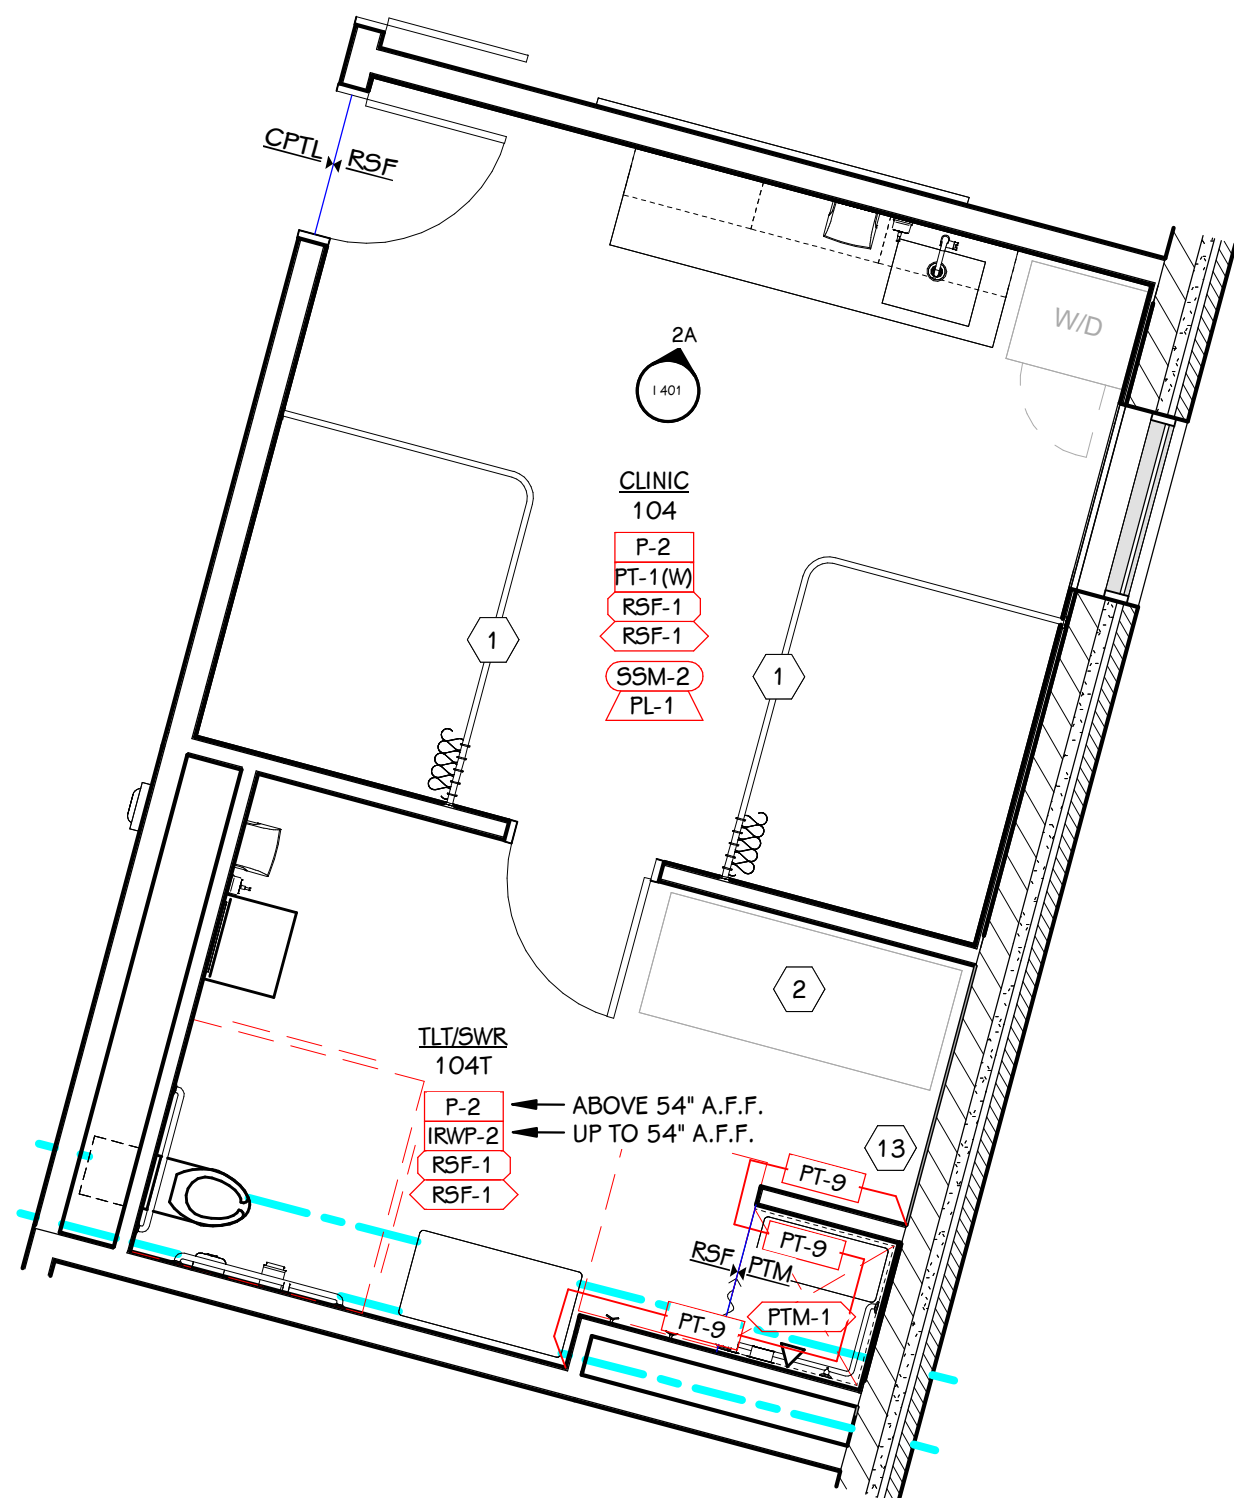 CPTL
RSF
W/D
2A
I 401
CLINIC
104
P-2
PT-1(W)
RSF-1
RSF-1
SSM-2
PL-1
1
1
2
TLT/SWR
104T
P-2
ABOVE 54" A.F.F.
IRWP-2
UP TO 54" A.F.F.
RSF-1
RSF-1
13
PT-9
PT-9
RSF
PTM
PTM-1
PT-9